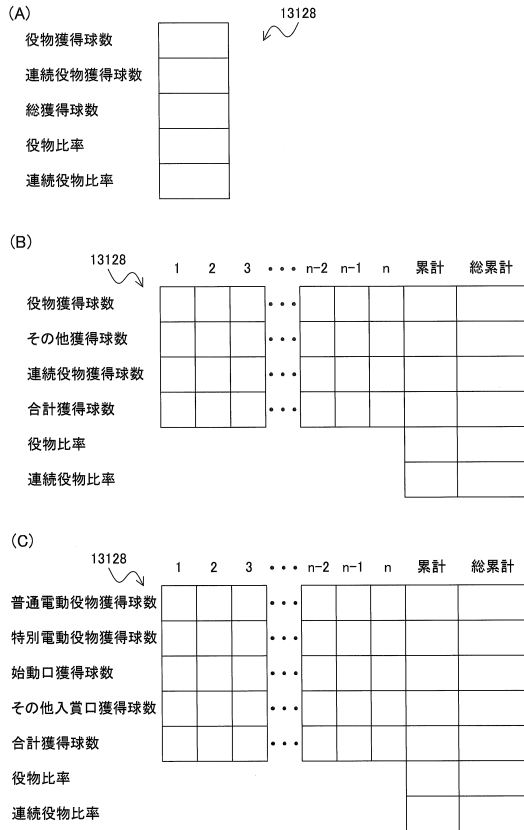 (A)
13128
役物獲得球数
連続役物獲得球数
総獲得球数
役物比率
連続役物比率
(B)
13128
1 2 3 ・・・ n-2 n-1 n 累計 総累計
役物獲得球数 ・・・
その他獲得球数 ・・・
連続役物獲得球数 ・・・
合計獲得球数 ・・・
役物比率
連続役物比率
(C)
13128
1 2 3 ・・・ n-2 n-1 n 累計 総累計
普通電動役物獲得球数 ・・・
特別電動役物獲得球数 ・・・
始動口獲得球数 ・・・
その他入賞口獲得球数 ・・・
合計獲得球数 ・・・
役物比率
連続役物比率